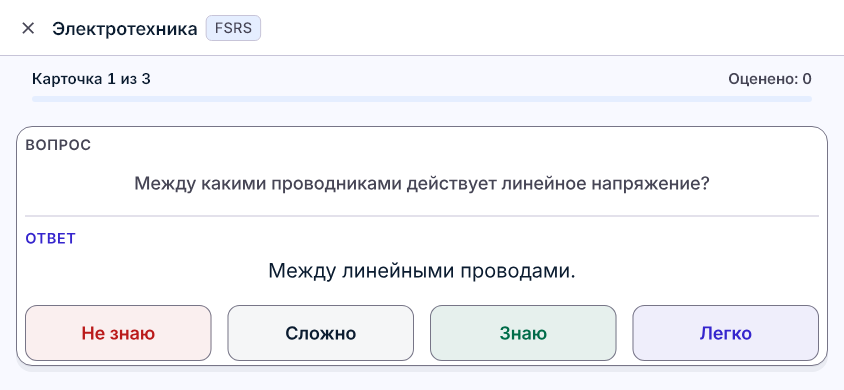 Электротехника FSRS
Карточка 1 из 3 Оценено: 0
ВОПРОС
Между какими проводниками действует линейное напряжение?
ОТВЕТ
Между линейными проводами.
Не знаю Сложно Знаю Легко